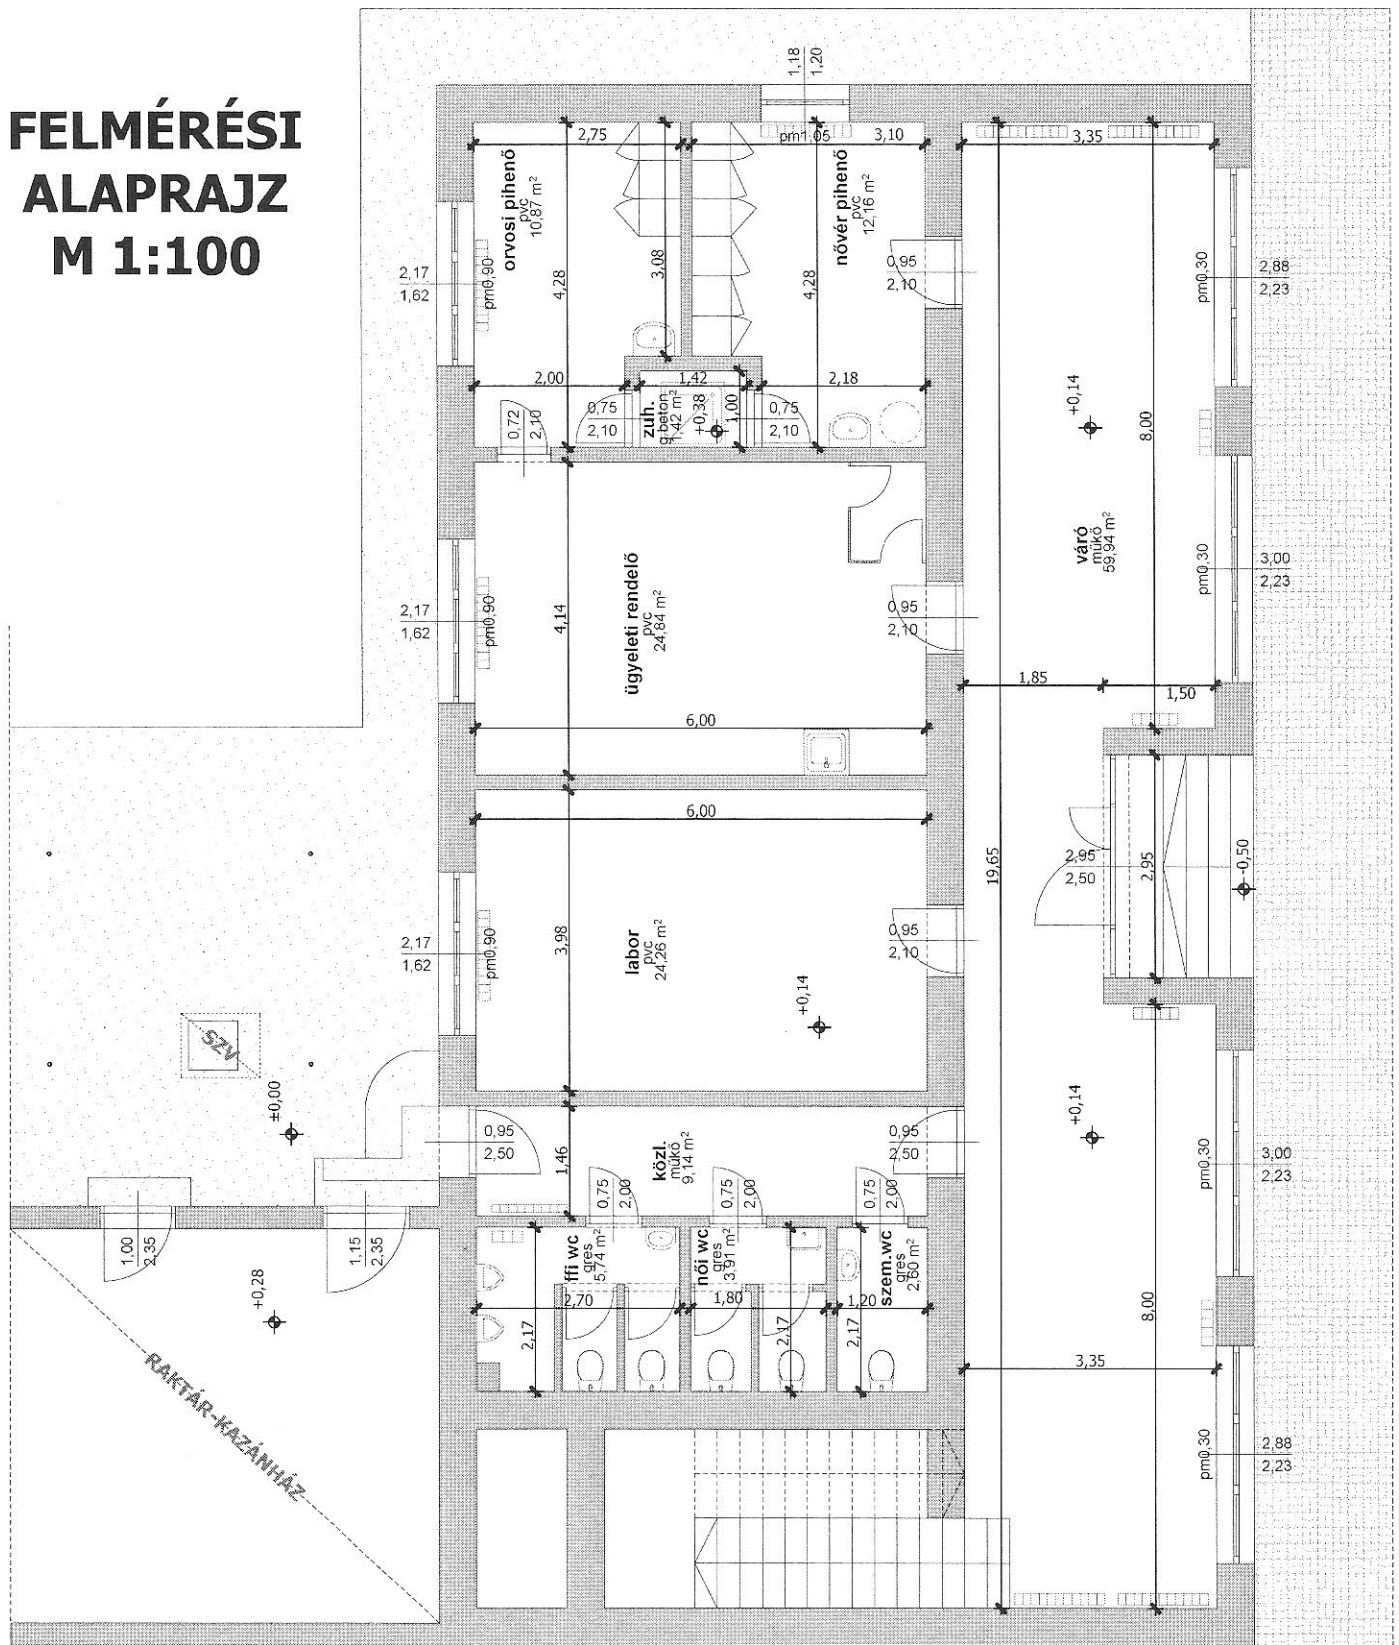 FELMÉRÉSI
ALAPRAJZ
M 1:100
1,18
1,20
2,75
pm1,05
3,10
3,35
orvosi pihenő
pvc
10,87 m²
nővér pihenő
pvc
12,16 m²
2,17
1,62
pm0,90
4,28
3,08
4,28
0,95
2,10
pm0,30
2,88
2,23
2,00
1,42
2,18
0,72
2,10
0,75
2,10
zuh.
g.beton
1,42 m²
+0,38
1,00
0,75
2,10
+0,14
8,00
váró
műkő
59,94 m²
pm0,30
3,00
2,23
2,17
1,62
pm0,90
4,14
ügyeleti rendelő
pvc
24,84 m²
0,95
2,10
1,85
1,50
6,00
6,00
19,65
2,95
2,50
2,95
-0,50
2,17
1,62
pm0,90
3,98
labor
pvc
24,26 m²
0,95
2,10
+0,14
SZV
±0,00
+0,14
0,95
2,50
1,46
közl.
műkő
9,14 m²
0,95
2,50
pm0,30
3,00
2,23
0,75
2,00
0,75
2,00
0,75
2,00
1,00
2,35
1,15
2,35
ffi wc
gres
5,74 m²
női wc
gres
3,91 m²
szem.wc
gres
2,60 m²
+0,28
2,70
1,80
1,20
2,17
2,17
2,17
8,00
3,35
RAKTÁR-KAZÁNHÁZ
pm0,30
2,88
2,23